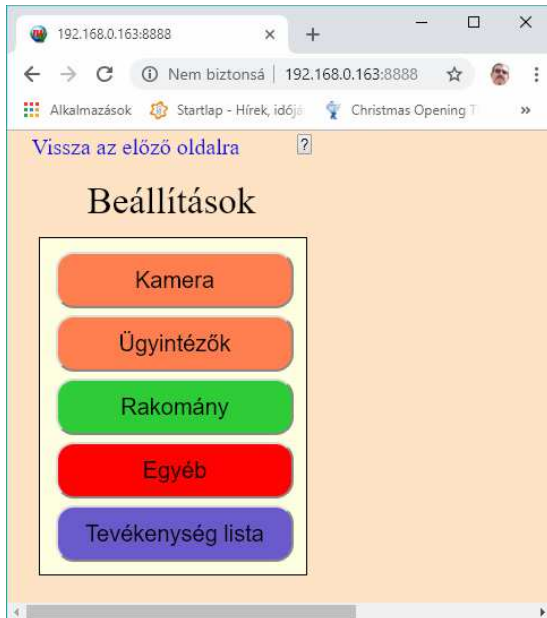 192.168.0.163:8888
Nem biztonsá 192.168.0.163:8888
Alkalmazások Startlap - Hírek, időjá Christmas Opening T
Vissza az előző oldalra ?
Beállítások
Kamera
Ügyintézők
Rakomány
Egyéb
Tevékenység lista